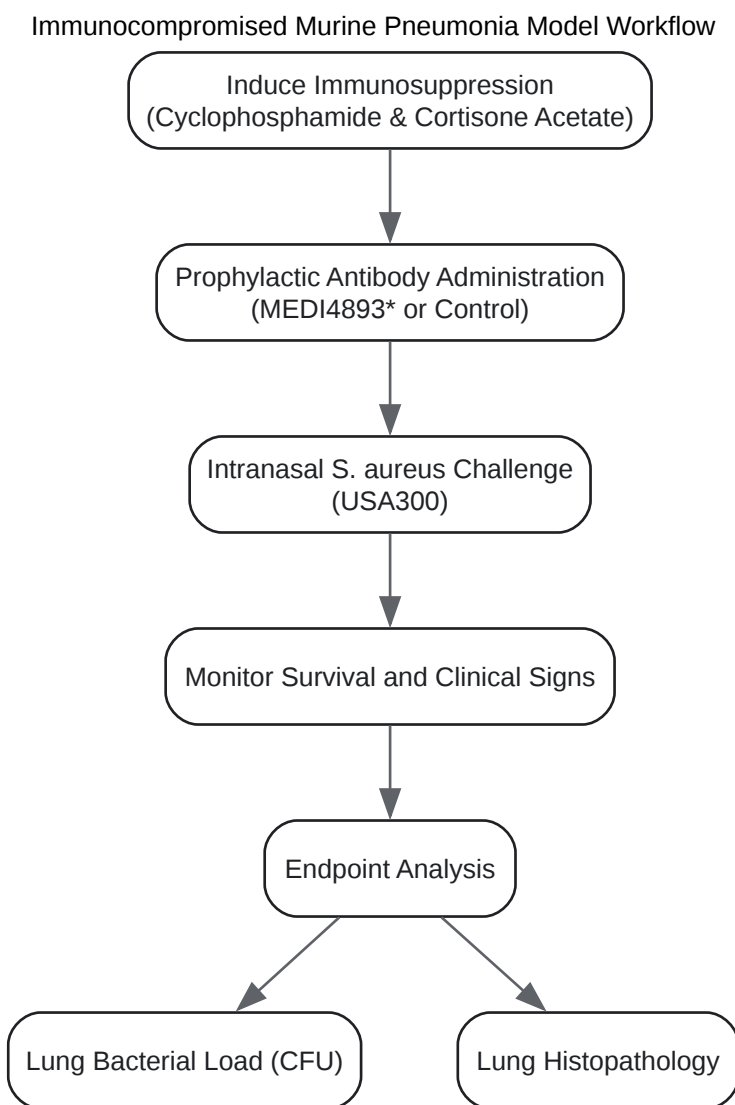 Immunocompromised Murine Pneumonia Model Workflow
Induce Immunosuppression
(Cyclophosphamide & Cortisone Acetate)
Prophylactic Antibody Administration
(MEDI4893* or Control)
Intranasal S. aureus Challenge
(USA300)
Monitor Survival and Clinical Signs
Endpoint Analysis
Lung Bacterial Load (CFU)
Lung Histopathology